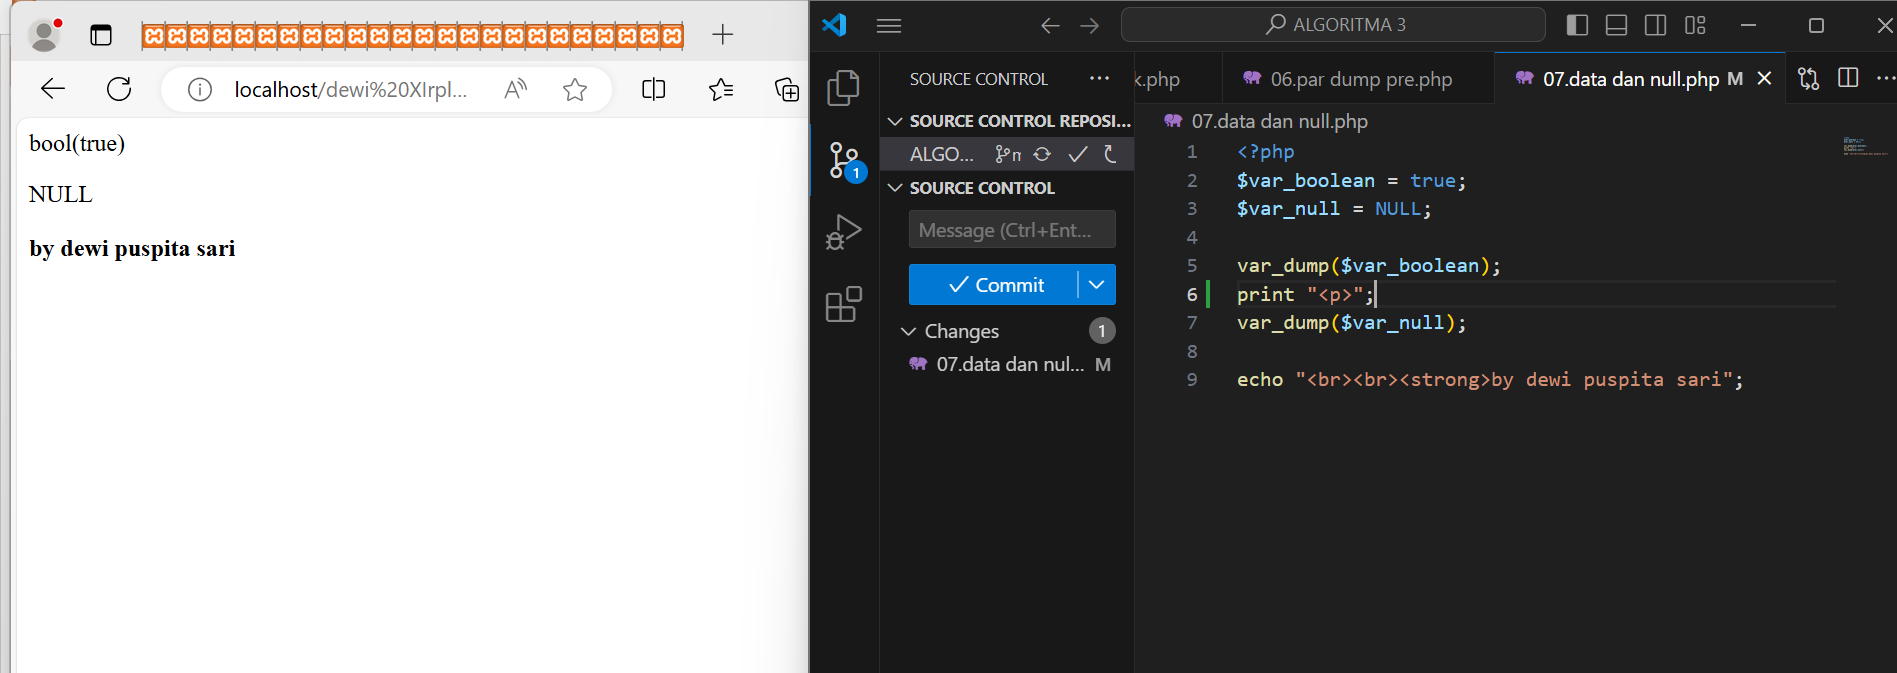 localhost/dewi%20XIrpl...
bool(true)
NULL
by dewi puspita sari
ALGORITMA 3
SOURCE CONTROL ...
SOURCE CONTROL REPOSI...
ALGO...
SOURCE CONTROL
Message (Ctrl+Ent...
Commit
Changes 1
07.data dan nul... M
1
k.php
06.par dump pre.php
07.data dan null.php M
07.data dan null.php
1 <?php
2 $var_boolean = true;
3 $var_null = NULL;
4
5 var_dump($var_boolean);
6 print "<p>";
7 var_dump($var_null);
8
9 echo "<br><br><strong>by dewi puspita sari";